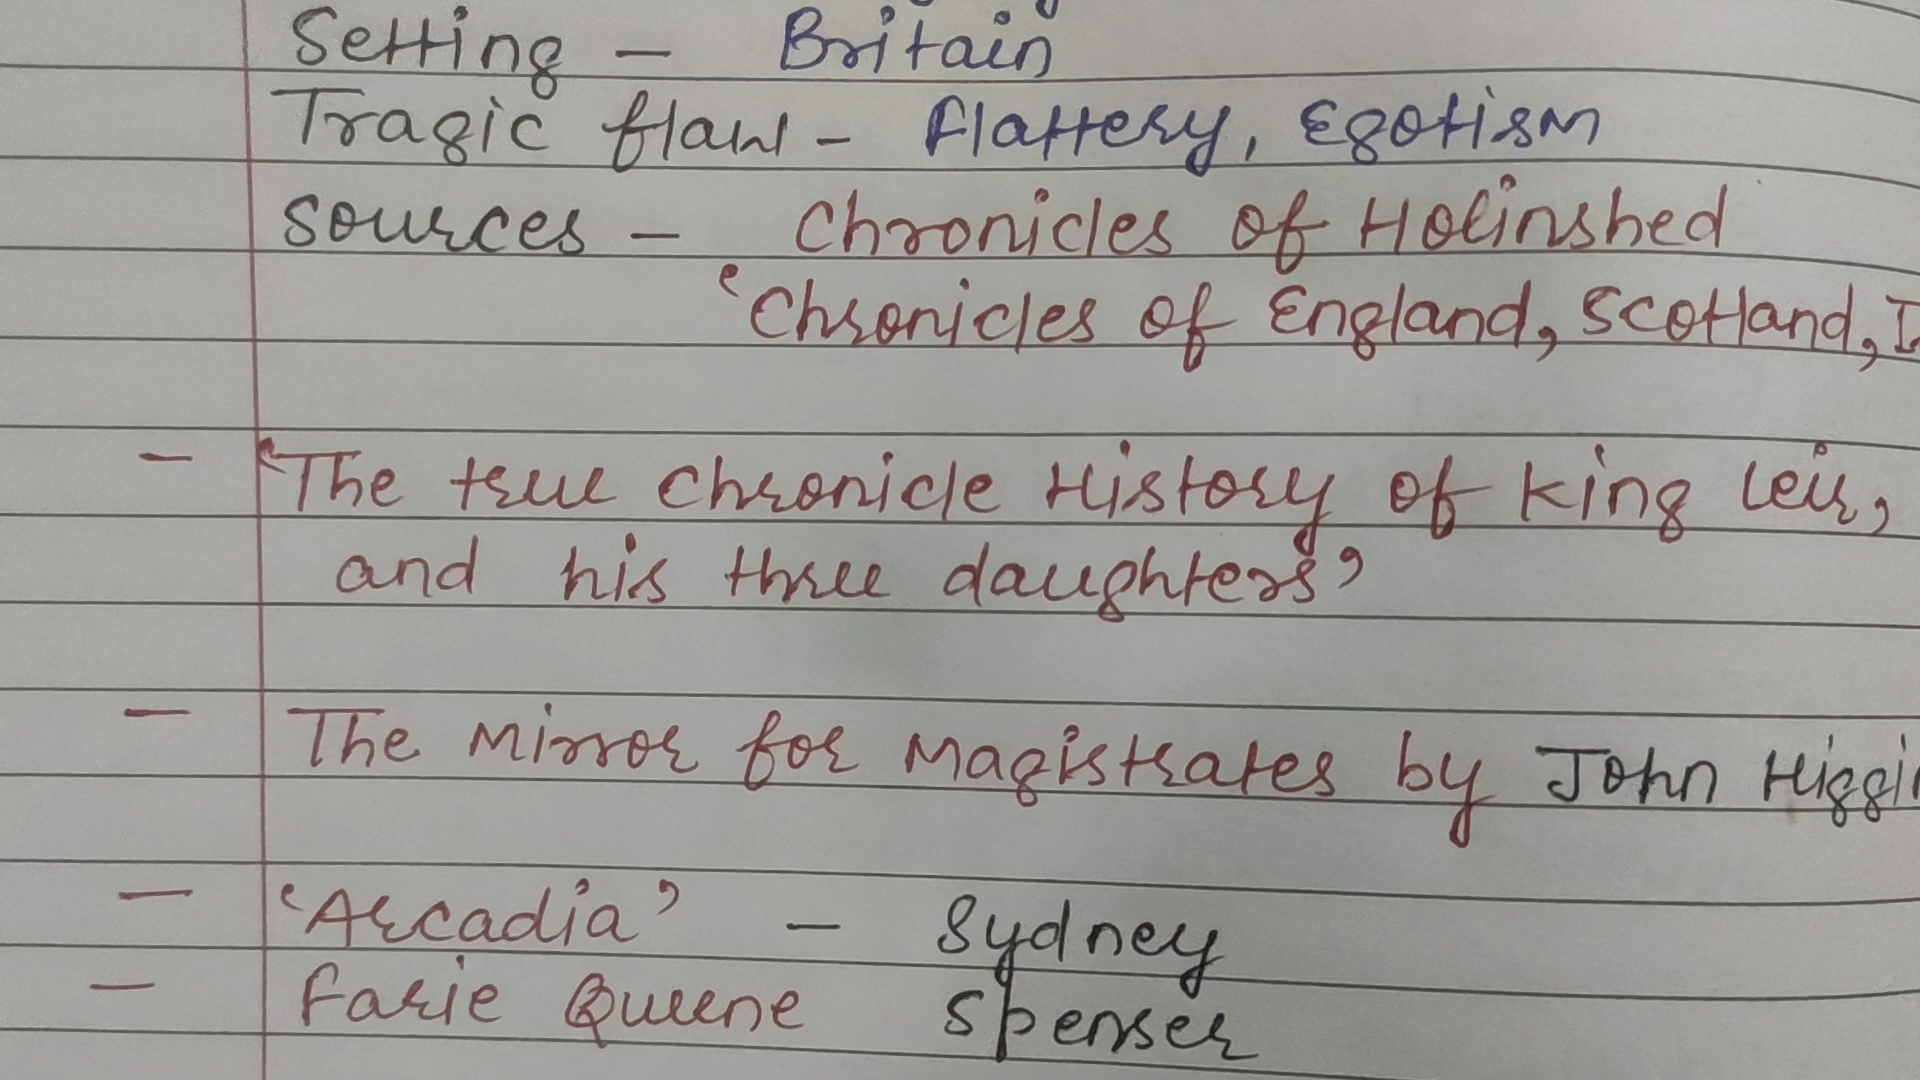 Setting - Britain
Tragic flaw - Flattery, Egotism
Sources - Chronicles of Holinshed
'Chronicles of England, Scotland, I
- 'The true Chronicle History of King Leir,
and his three daughters'
- The Mirror for Magistrates by John Higgin
- 'Arcadia' - Sydney
- Farie Queene Spenser